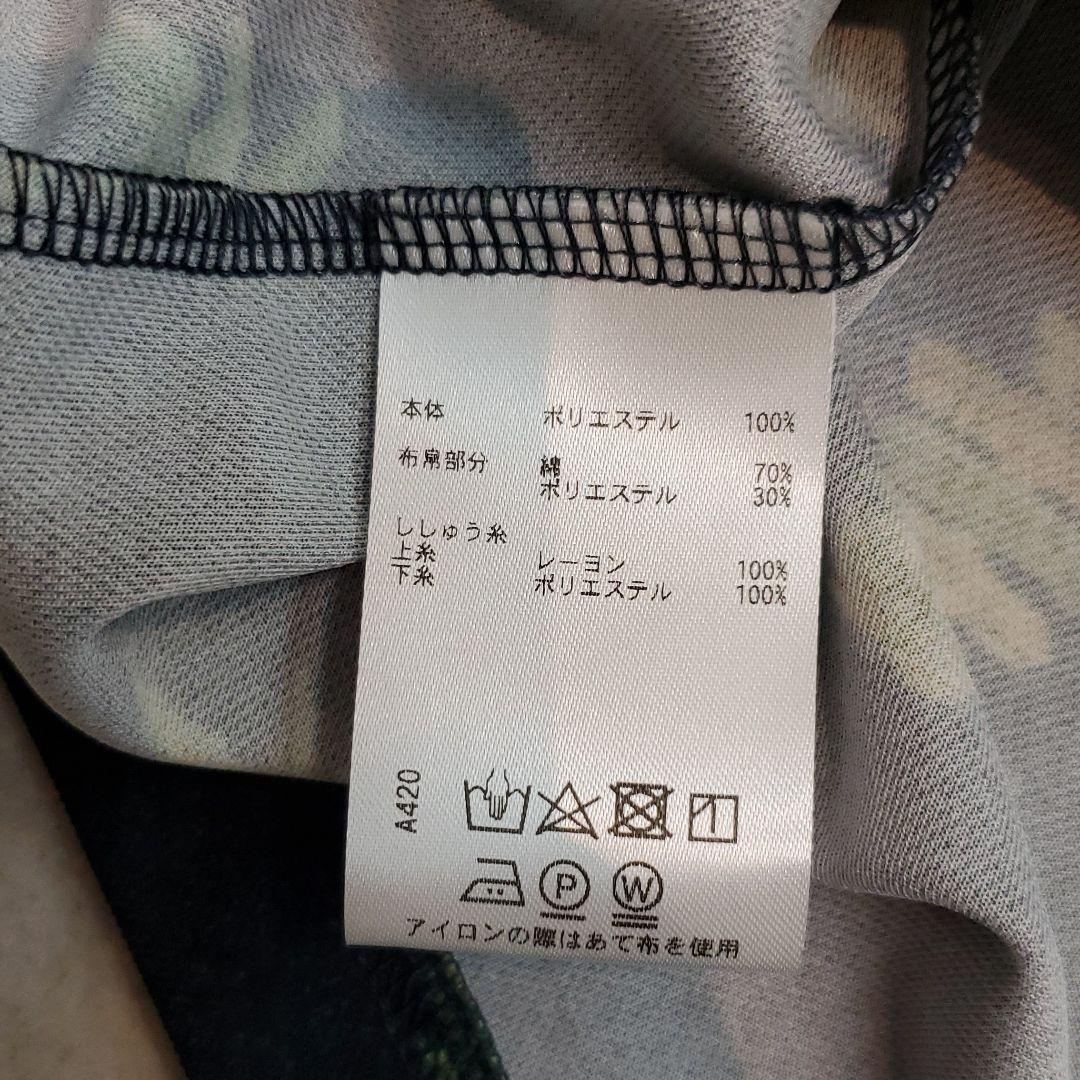 本体 ポリエステル 100%
布帛部分 綿 70%
ポリエステル 30%
ししゅう糸
上糸 レーヨン 100%
下糸 ポリエステル 100%
A420
P W
アイロンの際はあて布を使用